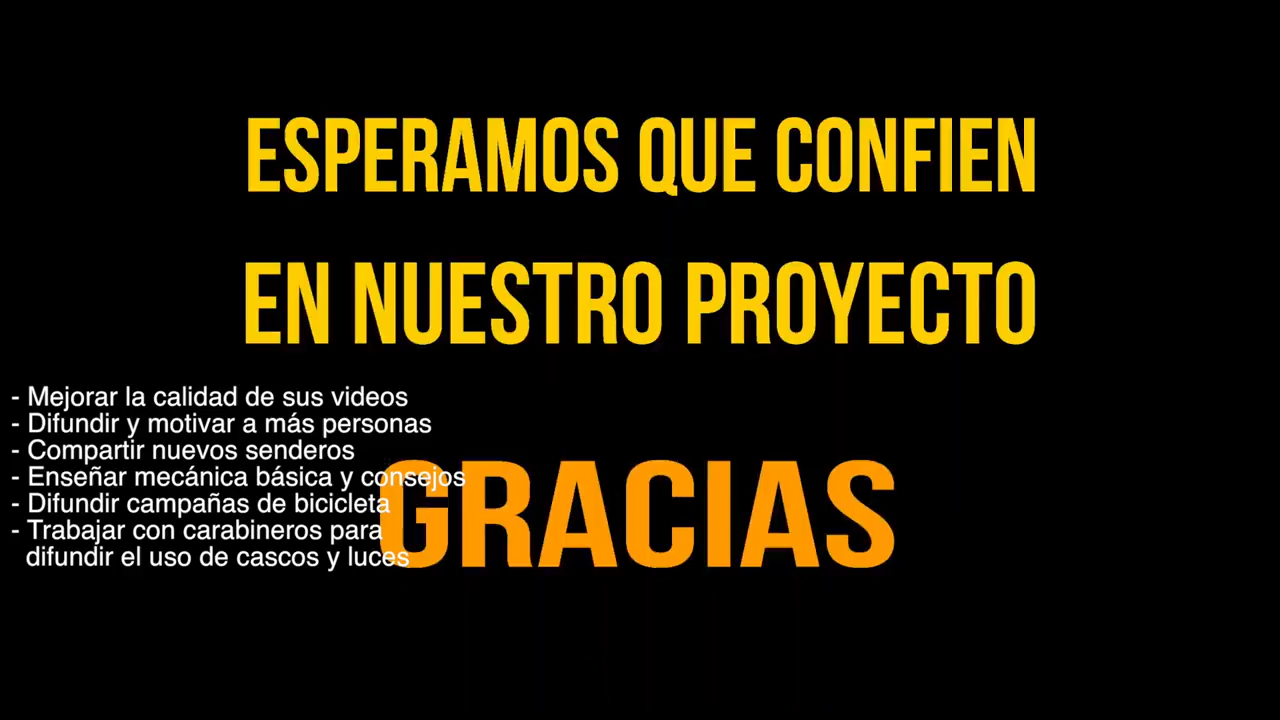 ESPERAMOS QUE CONFIEN
EN NUESTRO PROYECTO
- Mejorar la calidad de sus videos
- Difundir y motivar a más personas
- Compartir nuevos senderos
- Enseñar mecánica básica y consejos
- Difundir campañas de bicicleta
- Trabajar con carabineros para
difundir el uso de cascos y luces
GRACIAS